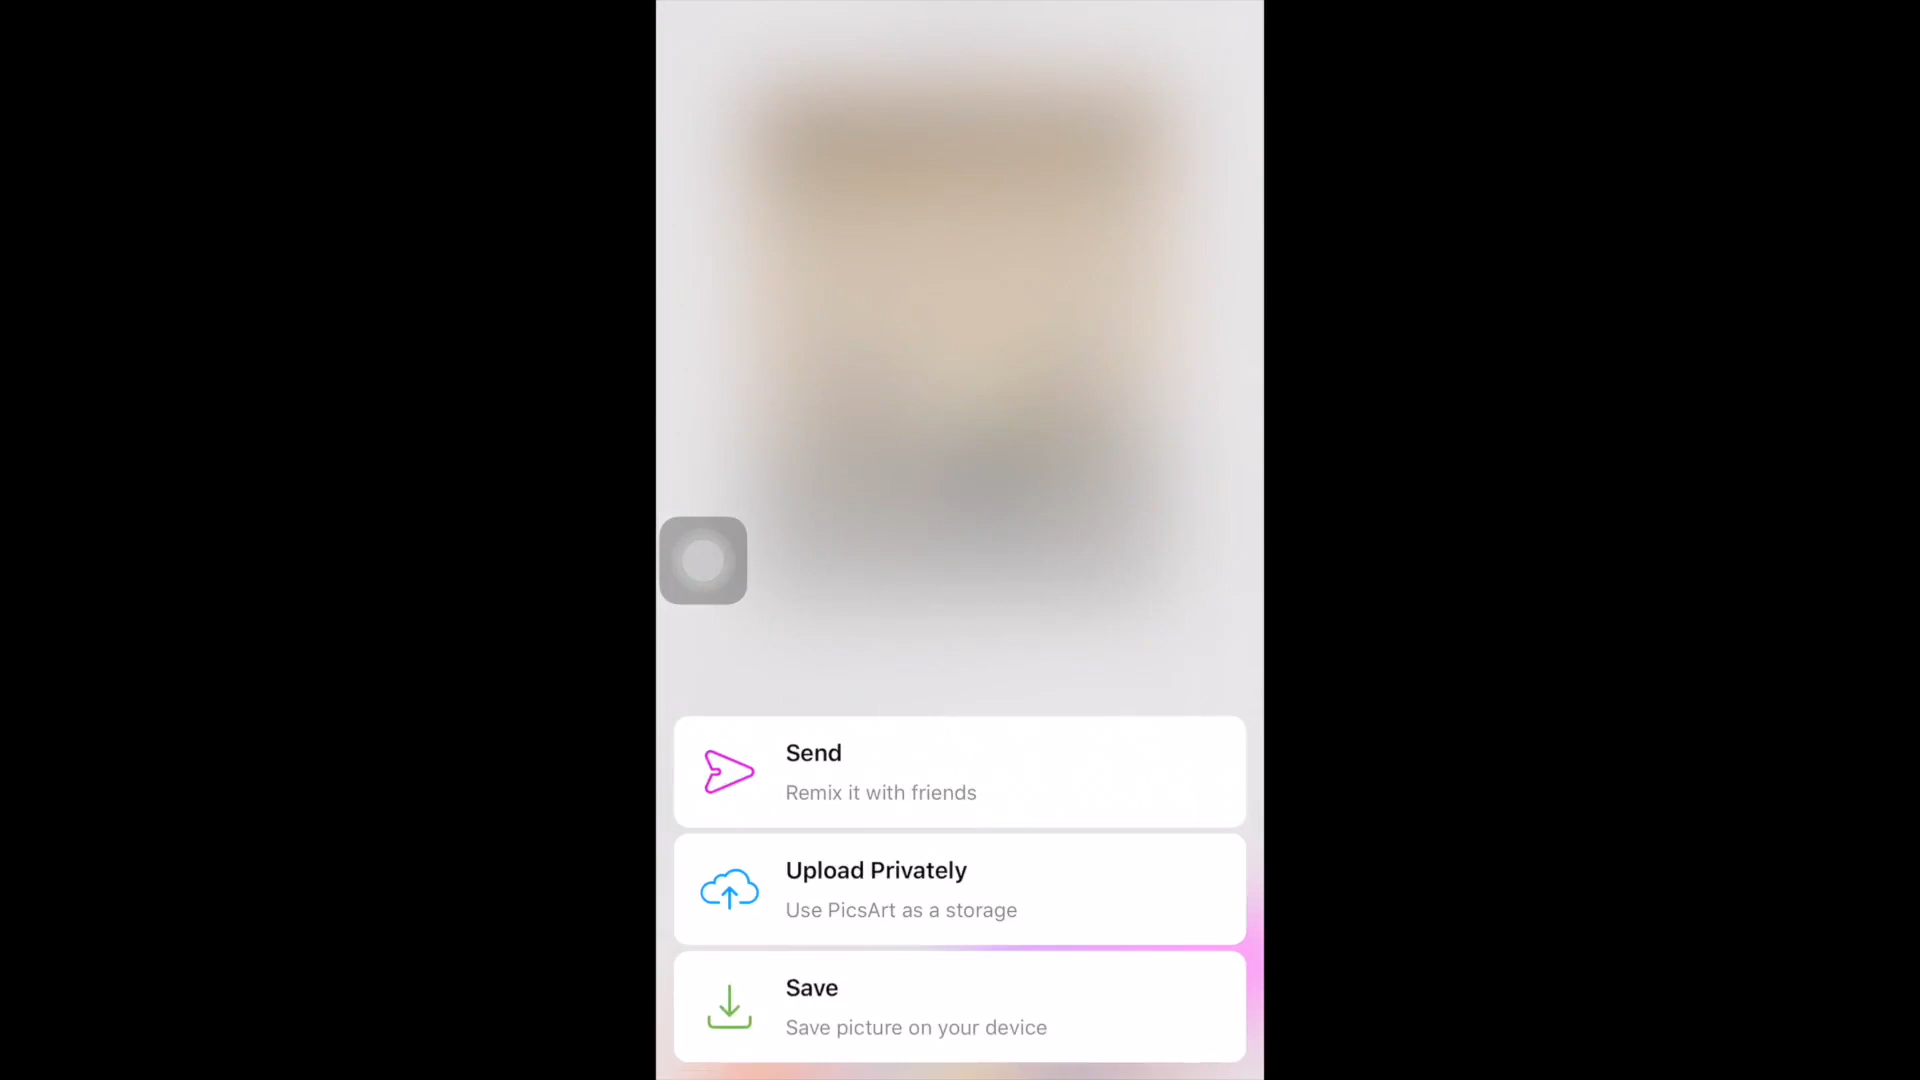 Send
Remix it with friends
Upload Privately
Use PicsArt as a storage
Save
Save picture on your device